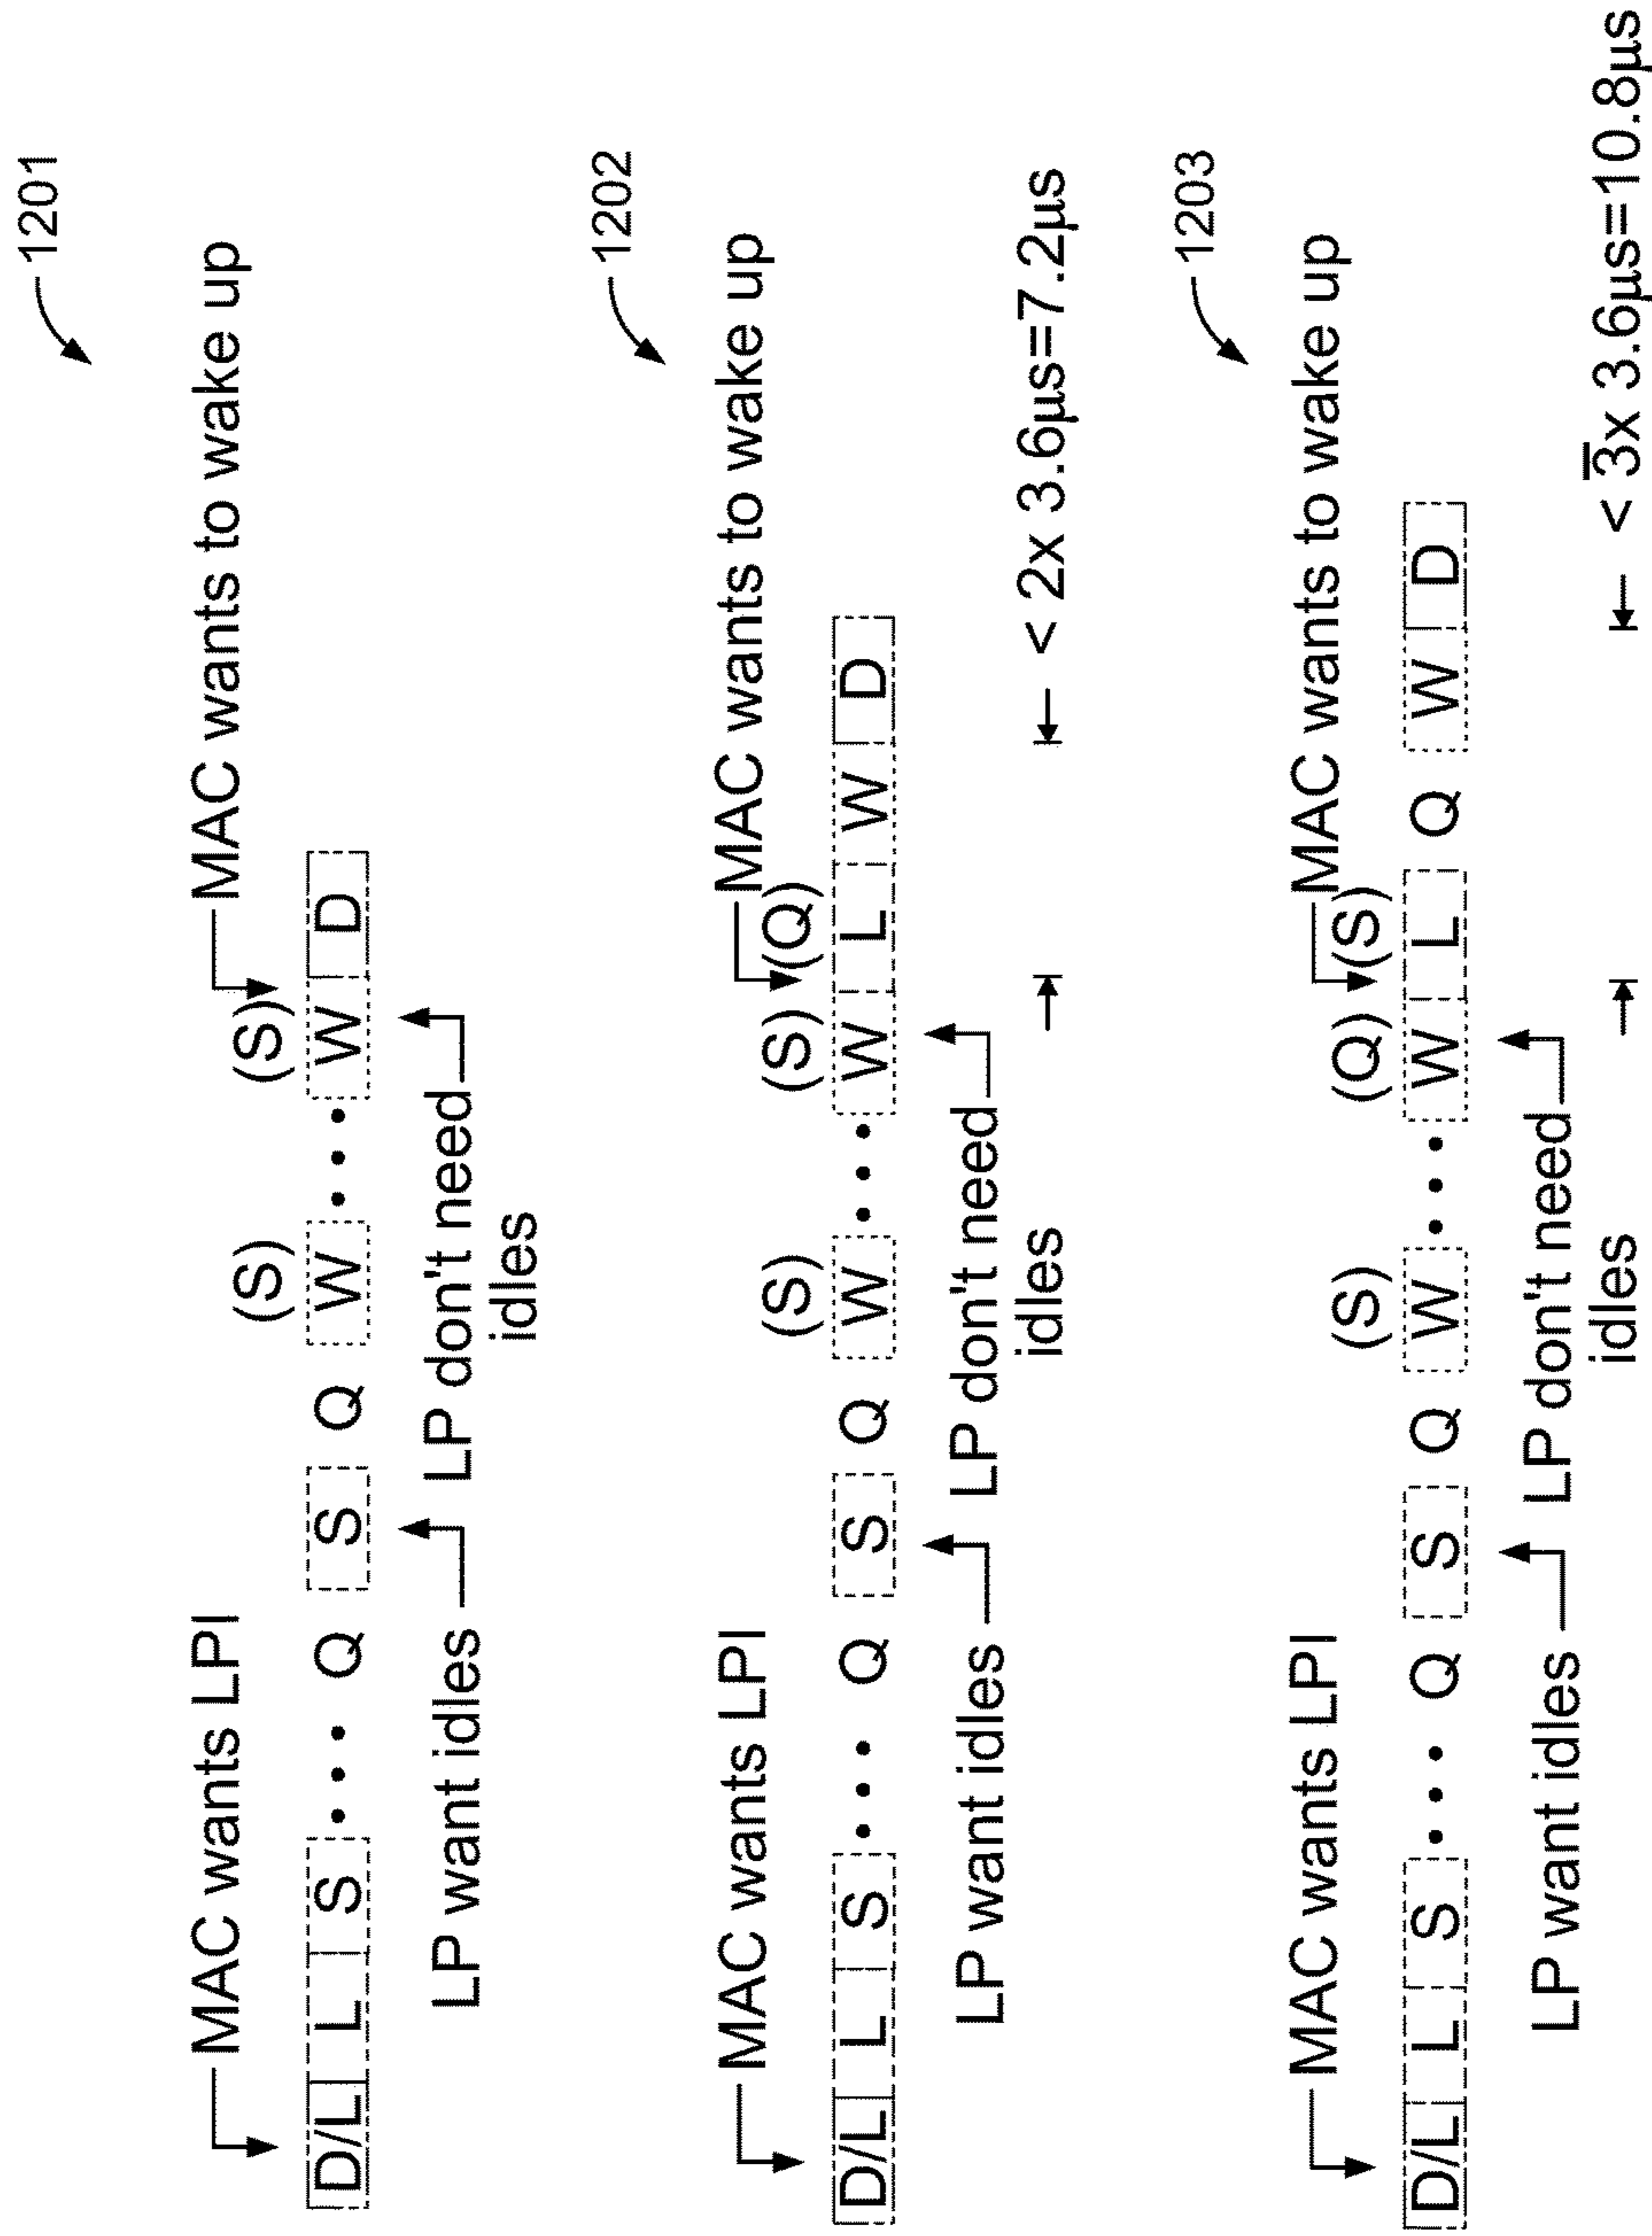 1201
MAC wants LPI
MAC wants to wake up
(S) (S)
D/L L S • • • Q S Q W • • • W D
LP want idles
LP don't need
idles
1202
MAC wants LPI
MAC wants to wake up
(S) (S) (Q)
D/L L S • • • Q S Q W • • • W L W D
LP want idles
LP don't need
idles
< 2x 3.6μs=7.2μs
1203
MAC wants LPI
MAC wants to wake up
(S) (Q) (S)
D/L L S • • • Q S Q W • • • W L Q W D
LP want idles
LP don't need
idles
< 3x 3.6μs=10.8μs